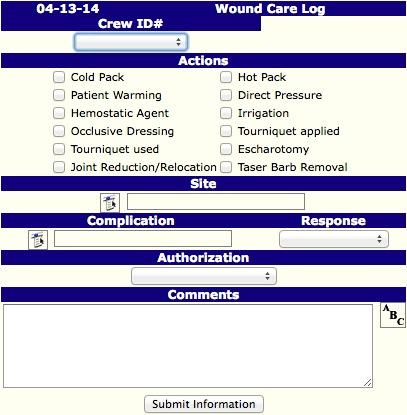 04-13-14 Wound Care Log
Crew ID#
Actions
Cold Pack Hot Pack
Patient Warming Direct Pressure
Hemostatic Agent Irrigation
Occlusive Dressing Tourniquet applied
Tourniquet used Escharotomy
Joint Reduction/Relocation Taser Barb Removal
Site
Complication Response
Authorization
Comments
ABC
Submit Information